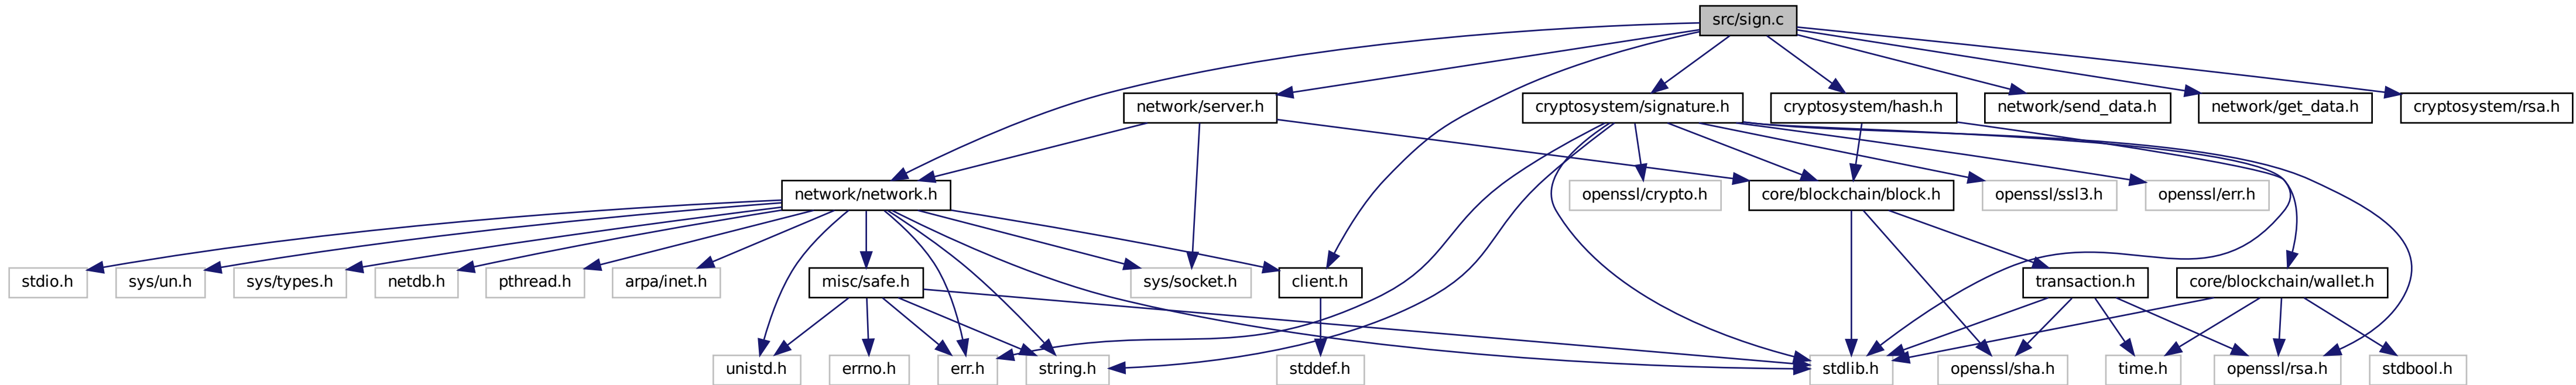 src/sign.c
network/server.h
cryptosystem/signature.h
cryptosystem/hash.h
network/send_data.h
network/get_data.h
cryptosystem/rsa.h
network/network.h
openssl/crypto.h
core/blockchain/block.h
openssl/ssl3.h
openssl/err.h
stdio.h
sys/un.h
sys/types.h
netdb.h
pthread.h
arpa/inet.h
misc/safe.h
sys/socket.h
client.h
transaction.h
core/blockchain/wallet.h
unistd.h
errno.h
err.h
string.h
stddef.h
stdlib.h
openssl/sha.h
time.h
openssl/rsa.h
stdbool.h